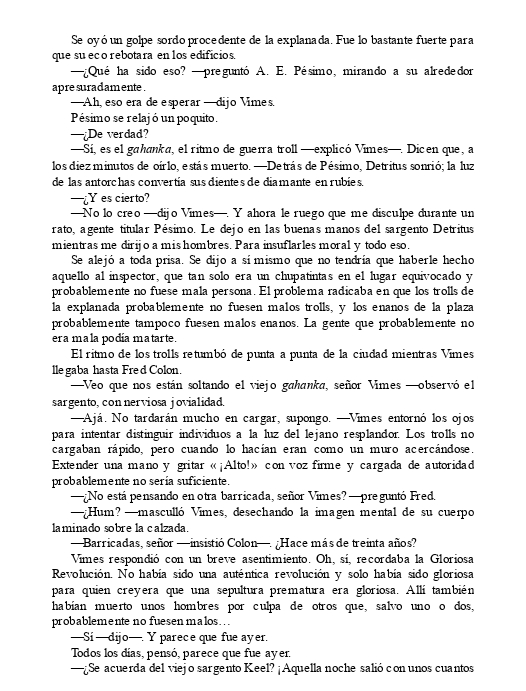 Se oyó un golpe sordo procedente de la explanada. Fue lo bastante fuerte para
que su eco rebotara en los edificios.
—¿Qué ha sido eso? —preguntó A. E. Pésimo, mirando a su alrededor
apresuradamente.
—Ah, eso era de esperar —dijo Vimes.
Pésimo se relajó un poquito.
—¿De verdad?
—Sí, es el gahanka, el ritmo de guerra troll —explicó Vimes—. Dicen que, a
los diez minutos de oírlo, estás muerto. —Detrás de Pésimo, Detritus sonrió; la luz
de las antorchas convertía sus dientes de diamante en rubíes.
—¿Y es cierto?
—No lo creo —dijo Vimes—. Y ahora le ruego que me disculpe durante un
rato, agente titular Pésimo. Le dejo en las buenas manos del sargento Detritus
mientras me dirijo a mis hombres. Para insuflarles moral y todo eso.
Se alejó a toda prisa. Se dijo a sí mismo que no tendría que haberle hecho
aquello al inspector, que tan solo era un chupatintas en el lugar equivocado y
probablemente no fuese mala persona. El problema radicaba en que los trolls de
la explanada probablemente no fuesen malos trolls, y los enanos de la plaza
probablemente tampoco fuesen malos enanos. La gente que probablemente no
era mala podía matarte.
El ritmo de los trolls retumbó de punta a punta de la ciudad mientras Vimes
llegaba hasta Fred Colon.
—Veo que nos están soltando el viejo gahanka, señor Vimes —observó el
sargento, con nerviosa jovialidad.
—Ajá. No tardarán mucho en cargar, supongo. —Vimes entornó los ojos
para intentar distinguir individuos a la luz del lejano resplandor. Los trolls no
cargaban rápido, pero cuando lo hacían eran como un muro acercándose.
Extender una mano y gritar «¡Alto!» con voz firme y cargada de autoridad
probablemente no sería suficiente.
—¿No está pensando en otra barricada, señor Vimes? —preguntó Fred.
—¿Hum? —masculló Vimes, desechando la imagen mental de su cuerpo
laminado sobre la calzada.
—Barricadas, señor —insistió Colon—. ¿Hace más de treinta años?
Vimes respondió con un breve asentimiento. Oh, sí, recordaba la Gloriosa
Revolución. No había sido una auténtica revolución y solo había sido gloriosa
para quien creyera que una sepultura prematura era gloriosa. Allí también
habían muerto unos hombres por culpa de otros que, salvo uno o dos,
probablemente no fuesen malos…
—Sí —dijo—. Y parece que fue ayer.
Todos los días, pensó, parece que fue ayer.
—¿Se acuerda del viejo sargento Keel? ¡Aquella noche salió con unos cuantos